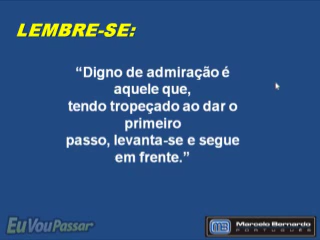 LEMBRE-SE:
“Digno de admiração é
aquele que,
tendo tropeçado ao dar o
primeiro
passo, levanta-se e segue
em frente.”
EuVouPassar
MB Marcelo Bernardo
PORTUGUÊS